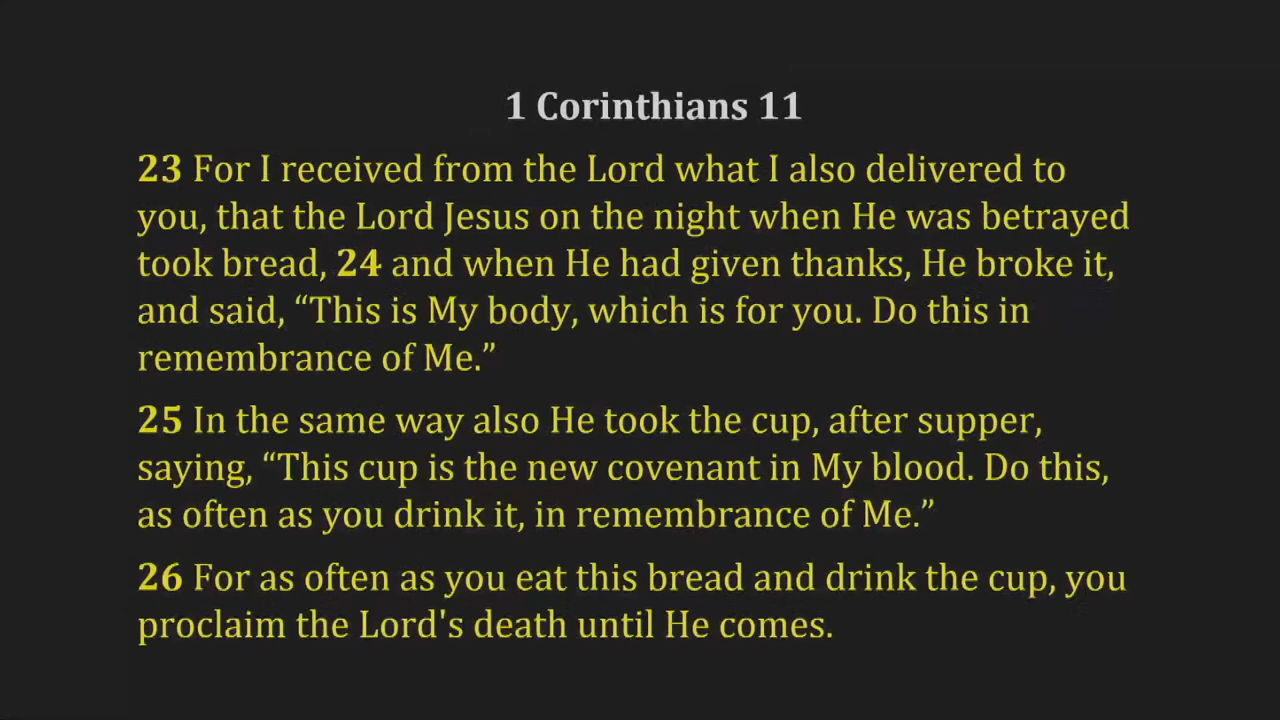 1 Corinthians 11
23 For I received from the Lord what I also delivered to
you, that the Lord Jesus on the night when He was betrayed
took bread, 24 and when He had given thanks, He broke it,
and said, “This is My body, which is for you. Do this in
remembrance of Me.”
25 In the same way also He took the cup, after supper,
saying, “This cup is the new covenant in My blood. Do this,
as often as you drink it, in remembrance of Me.”
26 For as often as you eat this bread and drink the cup, you
proclaim the Lord's death until He comes.